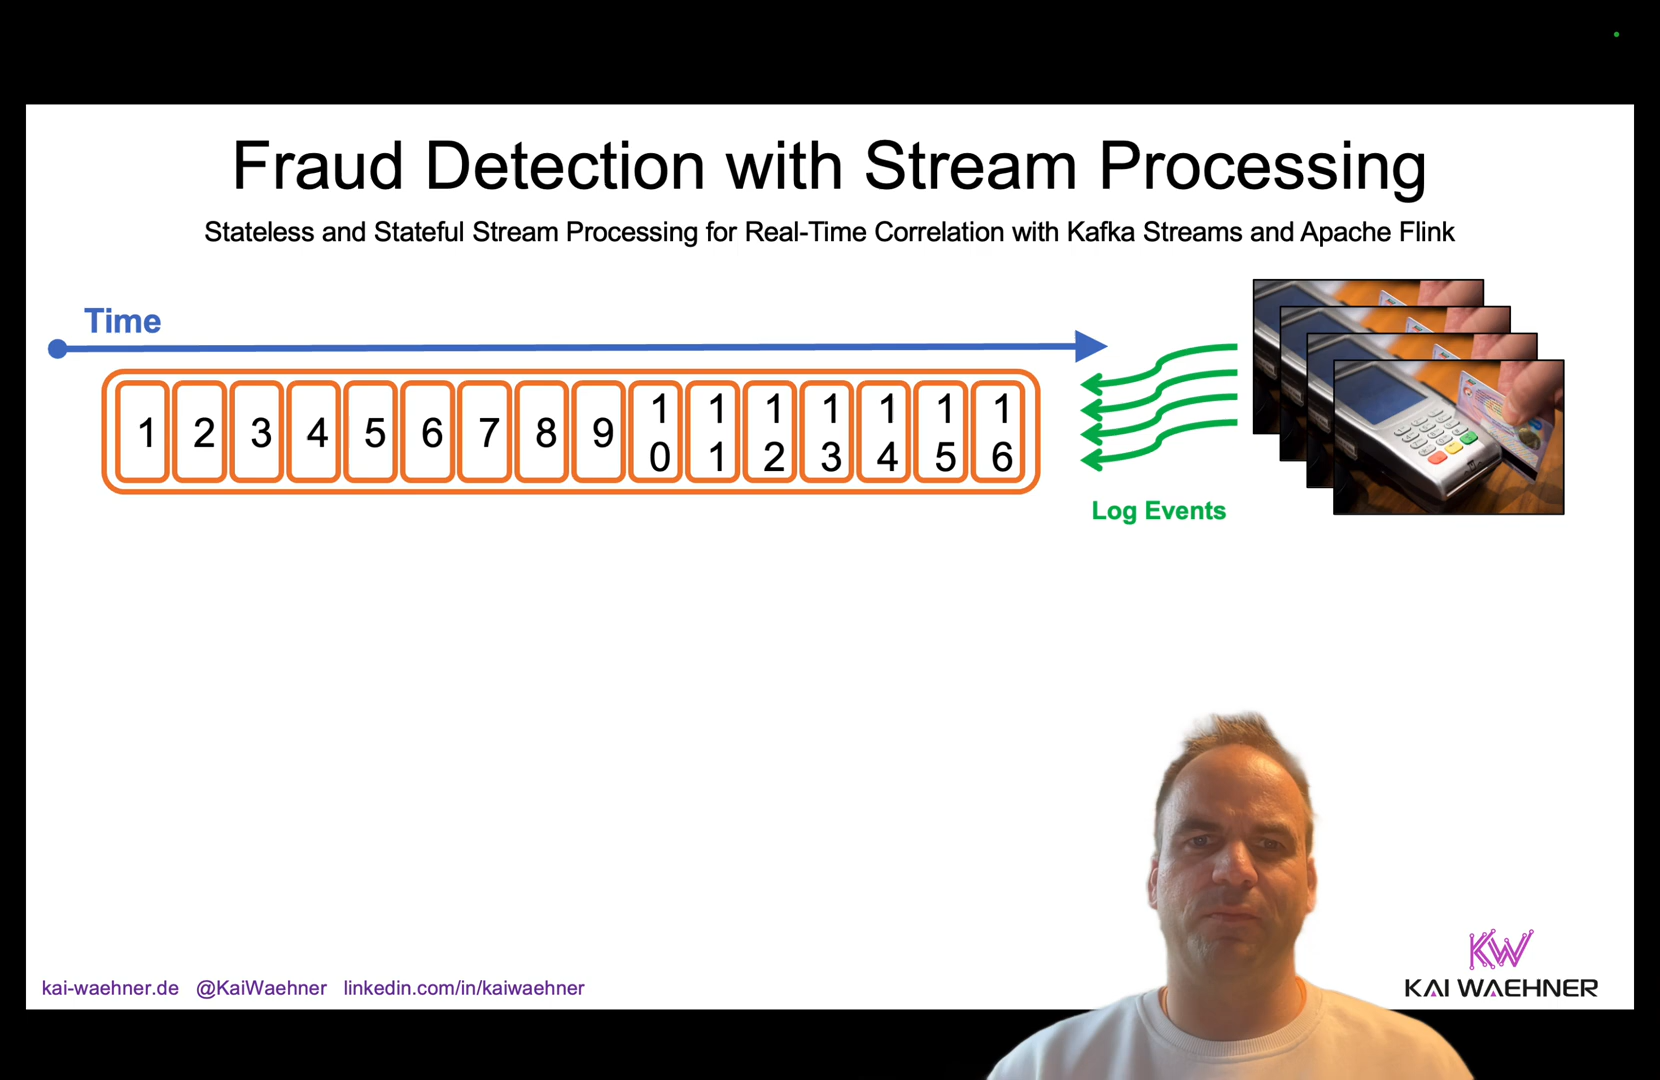 Fraud Detection with Stream Processing
Stateless and Stateful Stream Processing for Real-Time Correlation with Kafka Streams and Apache Flink
Time
1 2 3 4 5 6 7 8 9 10 11 12 13 14 15 16
Log Events
kai-waehner.de @KaiWaehner linkedin.com/in/kaiwaehner
KW
KAI WAEHNER